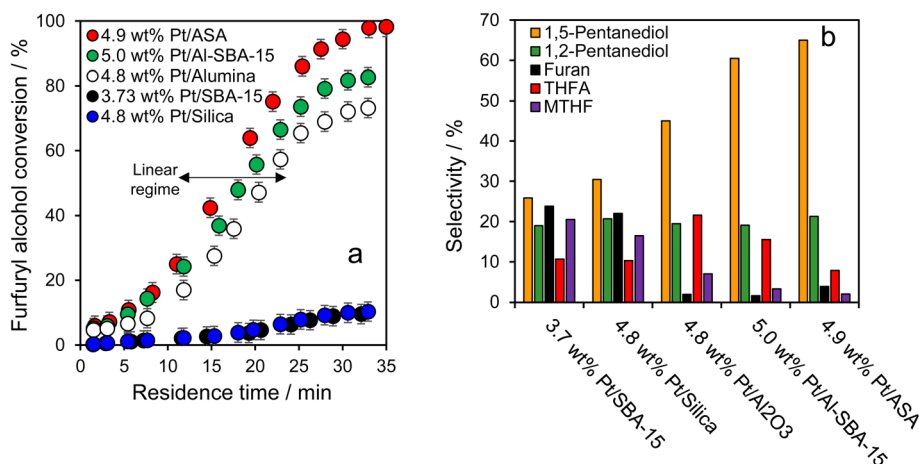 100
80
60
40
20
0
Furfuryl alcohol conversion / %
4.9 wt% Pt/ASA
5.0 wt% Pt/Al-SBA-15
4.8 wt% Pt/Alumina
3.73 wt% Pt/SBA-15
4.8 wt% Pt/Silica
Linear
regime
a
0 5 10 15 20 25 30 35
Residence time / min
70
60
50
40
30
20
10
0
Selectivity / %
1,5-Pentanediol
1,2-Pentanediol
Furan
THFA
MTHF
b
3.7 wt% Pt/SBA-15
4.8 wt% Pt/Silica
4.8 wt% Pt/Al2O3
5.0 wt% Pt/Al-SBA-15
4.9 wt% Pt/ASA